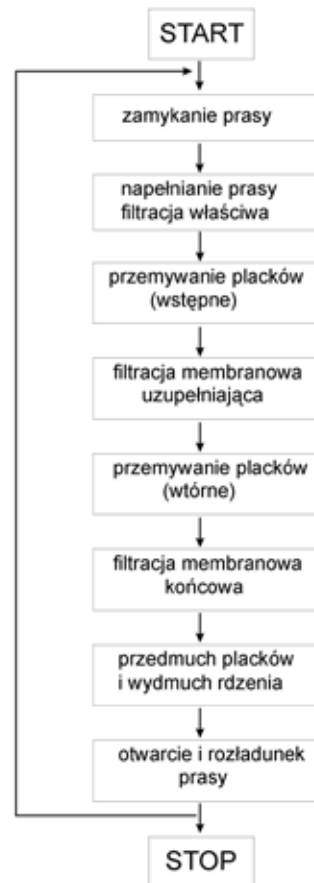 START
zamykanie prasy
napełnianie prasy
filtracja właściwa
przemywanie placków
(wstępne)
filtracja membranowa
uzupełniająca
przemywanie placków
(wtórne)
filtracja membranowa
końcowa
przedmuch placków
i wydmuch rdzenia
otwarcie i rozładunek
prasy
STOP